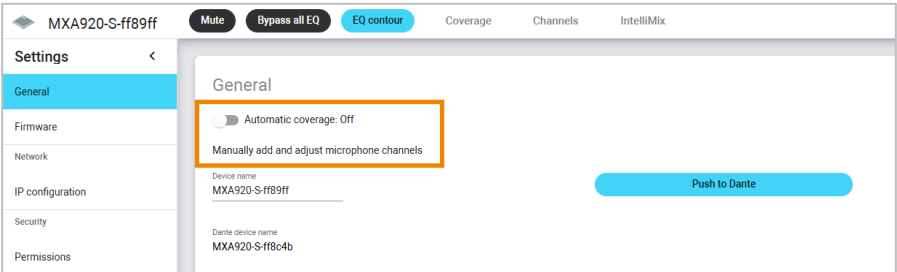 MXA920-S-ff89ff
Mute
Bypass all EQ
EQ contour
Coverage
Channels
IntelliMix
Settings
General
Firmware
Network
IP configuration
Security
Permissions
General
Automatic coverage: Off
Manually add and adjust microphone channels
Device name
MXA920-S-ff89ff
Push to Dante
Dante device name
MXA920-S-ff8c4b